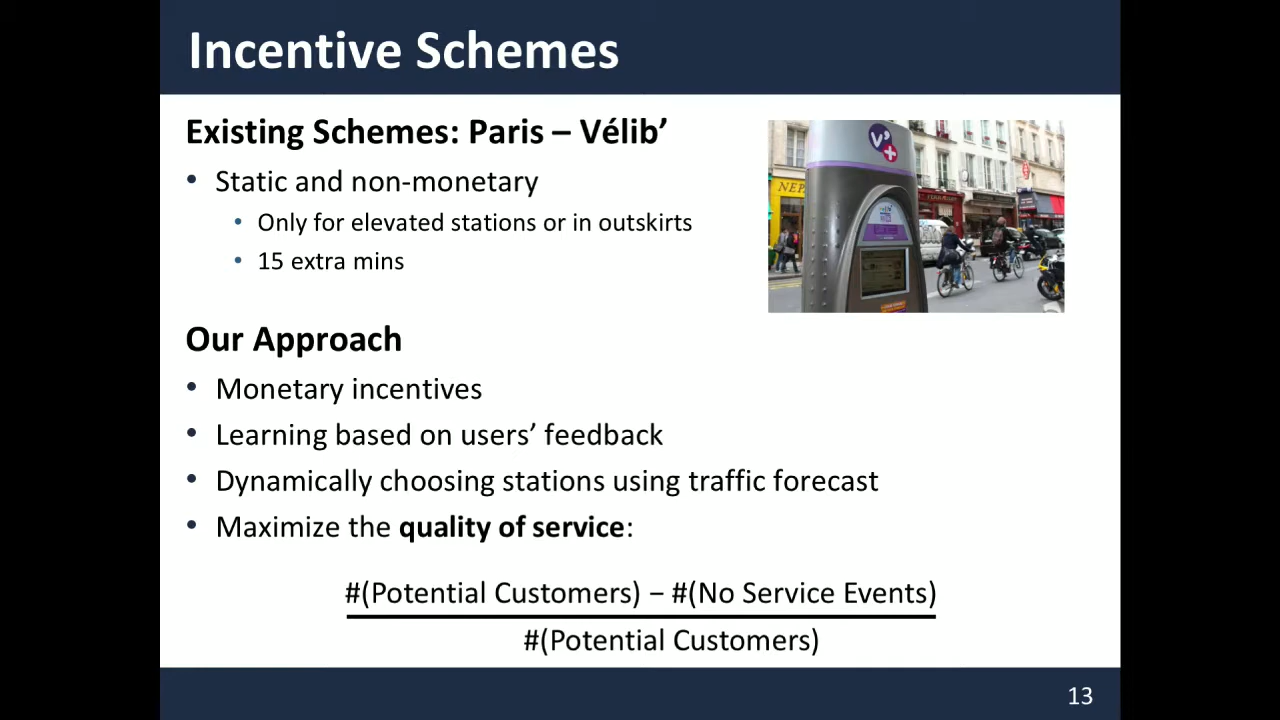 Incentive Schemes
Existing Schemes: Paris – Vélib’
• Static and non-monetary
• Only for elevated stations or in outskirts
• 15 extra mins
V'+
NEP
Our Approach
• Monetary incentives
• Learning based on users’ feedback
• Dynamically choosing stations using traffic forecast
• Maximize the quality of service:
#(Potential Customers) – #(No Service Events)
#(Potential Customers)
13